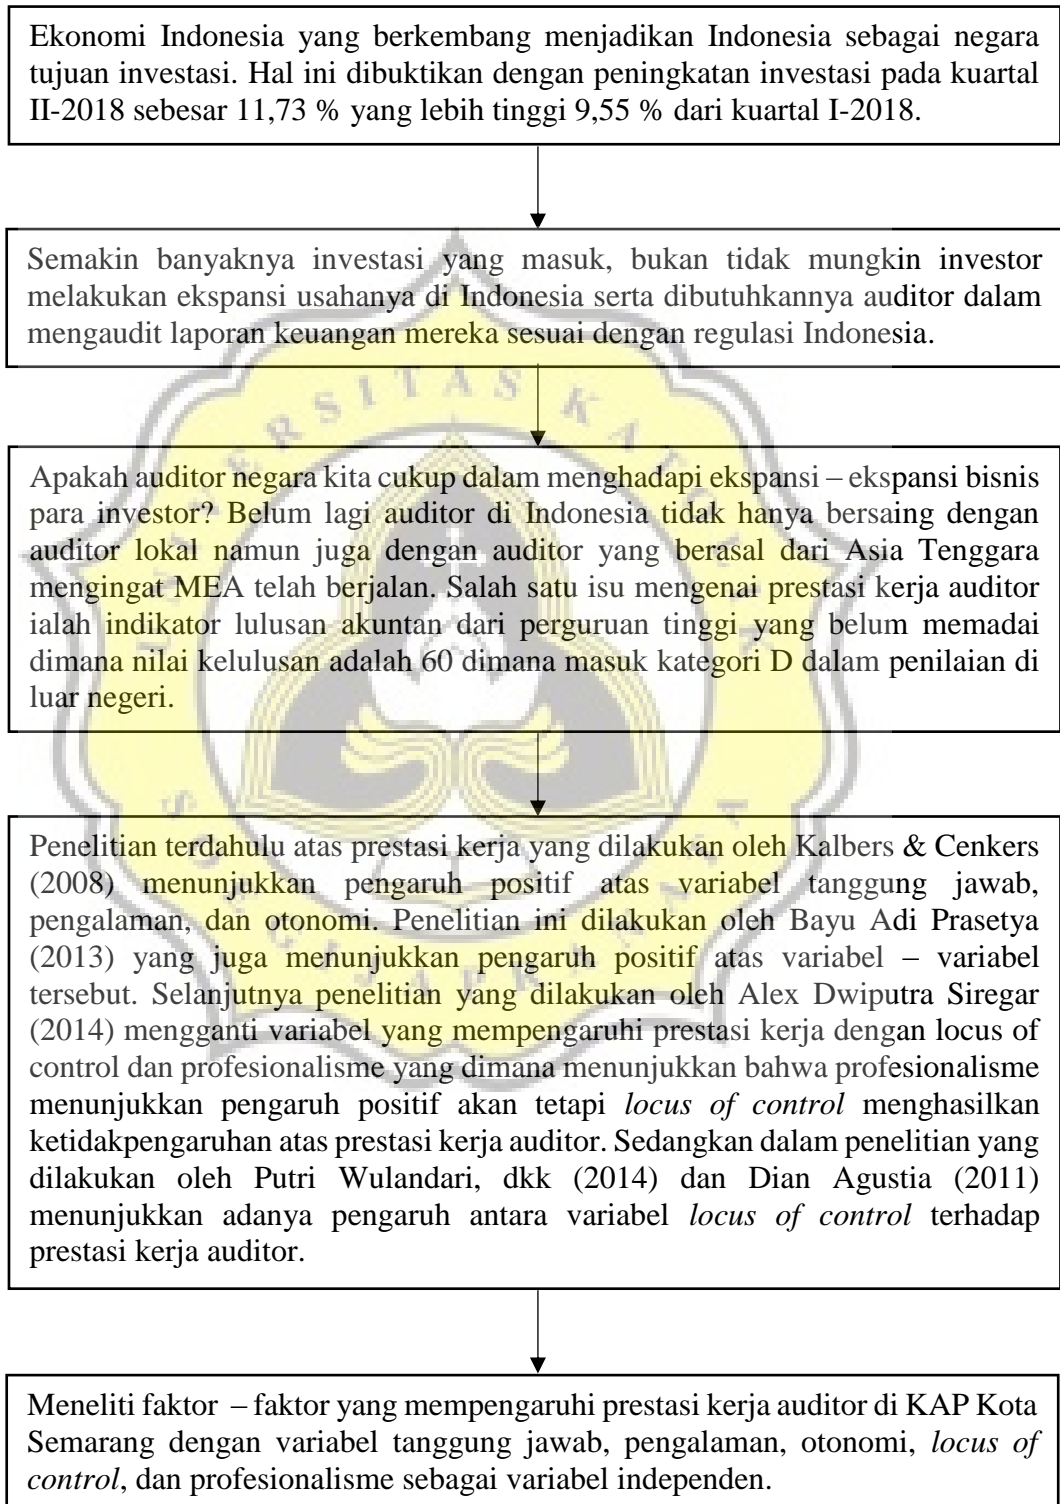 Ekonomi Indonesia yang berkembang menjadikan Indonesia sebagai negara
tujuan investasi. Hal ini dibuktikan dengan peningkatan investasi pada kuartal
II-2018 sebesar 11,73 % yang lebih tinggi 9,55 % dari kuartal I-2018.
Semakin banyaknya investasi yang masuk, bukan tidak mungkin investor
melakukan ekspansi usahanya di Indonesia serta dibutuhkannya auditor dalam
mengaudit laporan keuangan mereka sesuai dengan regulasi Indonesia.
Apakah auditor negara kita cukup dalam menghadapi ekspansi – ekspansi bisnis
para investor? Belum lagi auditor di Indonesia tidak hanya bersaing dengan
auditor lokal namun juga dengan auditor yang berasal dari Asia Tenggara
mengingat MEA telah berjalan. Salah satu isu mengenai prestasi kerja auditor
ialah indikator lulusan akuntan dari perguruan tinggi yang belum memadai
dimana nilai kelulusan adalah 60 dimana masuk kategori D dalam penilaian di
luar negeri.
Penelitian terdahulu atas prestasi kerja yang dilakukan oleh Kalbers & Cenkers
(2008) menunjukkan pengaruh positif atas variabel tanggung jawab,
pengalaman, dan otonomi. Penelitian ini dilakukan oleh Bayu Adi Prasetya
(2013) yang juga menunjukkan pengaruh positif atas variabel – variabel
tersebut. Selanjutnya penelitian yang dilakukan oleh Alex Dwiputra Siregar
(2014) mengganti variabel yang mempengaruhi prestasi kerja dengan locus of
control dan profesionalisme yang dimana menunjukkan bahwa profesionalisme
menunjukkan pengaruh positif akan tetapi locus of control menghasilkan
ketidakpengaruhan atas prestasi kerja auditor. Sedangkan dalam penelitian yang
dilakukan oleh Putri Wulandari, dkk (2014) dan Dian Agustia (2011)
menunjukkan adanya pengaruh antara variabel locus of control terhadap
prestasi kerja auditor.
Meneliti faktor – faktor yang mempengaruhi prestasi kerja auditor di KAP Kota
Semarang dengan variabel tanggung jawab, pengalaman, otonomi, locus of
control, dan profesionalisme sebagai variabel independen.